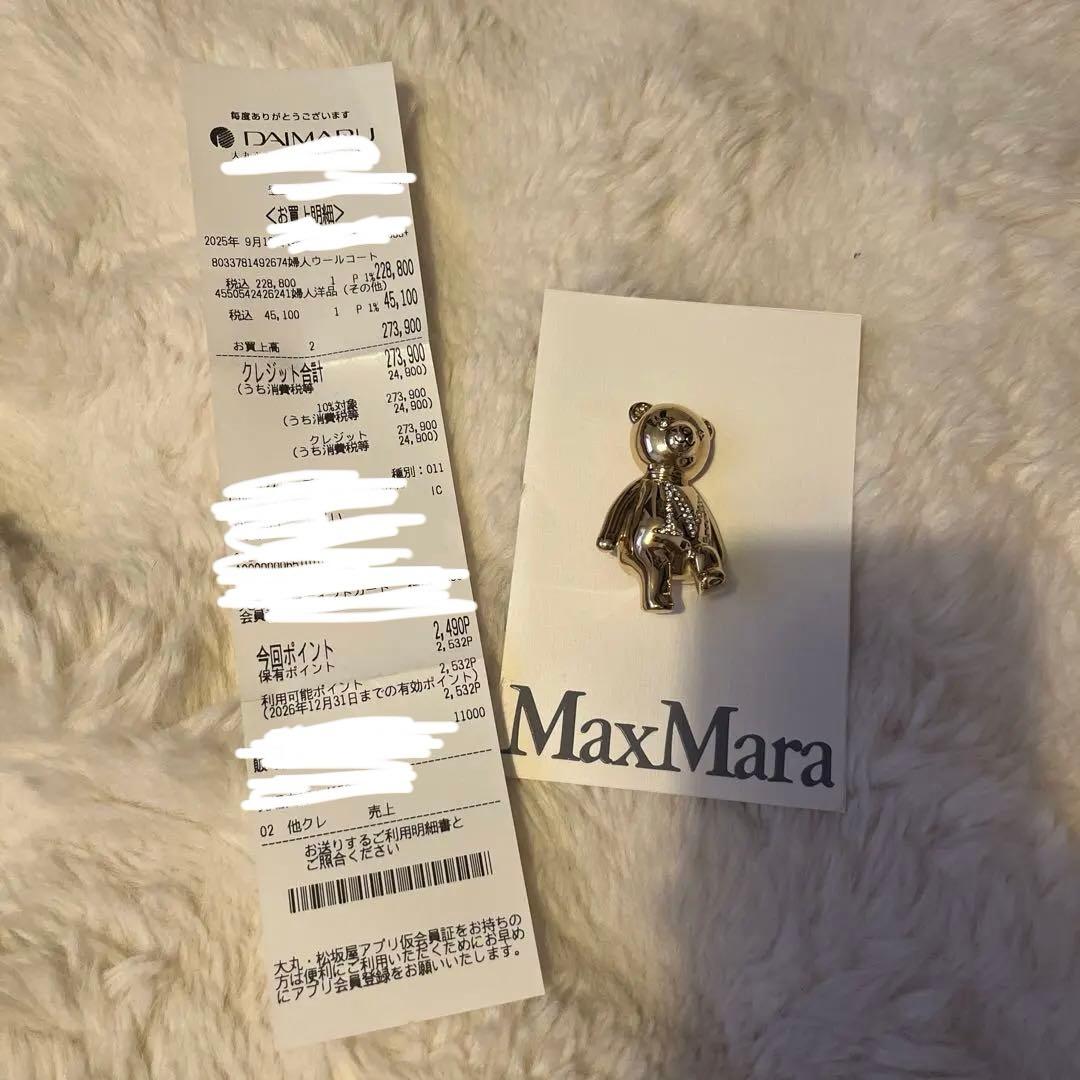 毎度ありがとうございます
DAIMARU
<お買上明細>
2025年 9月1
8033781492674婦人ウールコート
税込 228,800 1 P 1% 228,800
4550542426241婦人洋品（その他）
税込 45,100 1 P 1% 45,100
273,900
お買上高 2
クレジット合計 273,900
(うち消費税等 24,900)
10%対象 273,900
(うち消費税等 24,900)
クレジット 273,900
(うち消費税等 24,900)
種別：011
IC
会員
今回ポイント 2,490P
保有ポイント 2,532P
利用可能ポイント 2,532P
(2026年12月31日までの有効ポイント) 2,532P
11000
02 他クレ 売上
お送りするご利用明細書と
ご照合ください
大丸・松坂屋アプリ仮会員証をお持ちの
方は便利にご利用いただくためにお早め
にアプリ会員登録をお願いいたします。
MaxMara